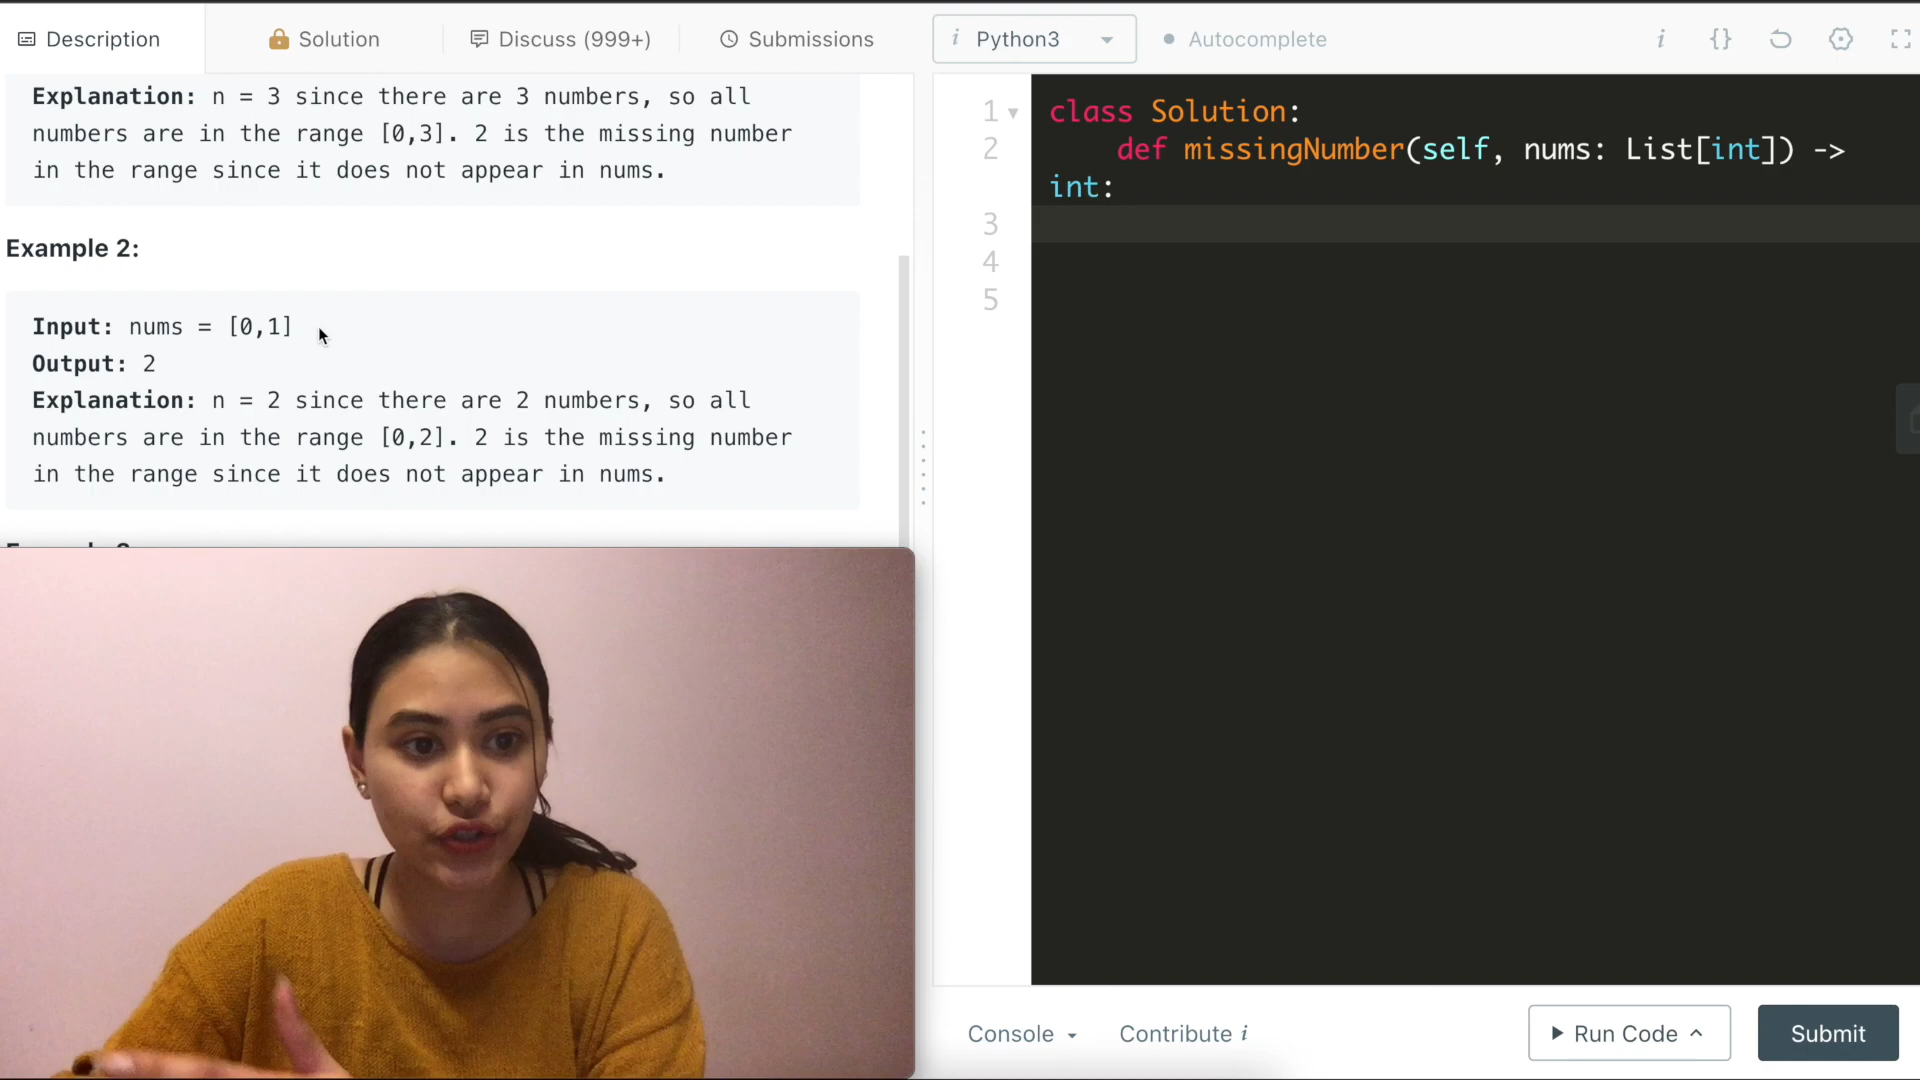 Description
Solution
Discuss (999+)
Submissions
i Python3
Autocomplete
i {}
Explanation: n = 3 since there are 3 numbers, so all
numbers are in the range [0,3]. 2 is the missing number
in the range since it does not appear in nums.
Example 2:
Input: nums = [0,1]
Output: 2
Explanation: n = 2 since there are 2 numbers, so all
numbers are in the range [0,2]. 2 is the missing number
in the range since it does not appear in nums.
1 class Solution:
2 def missingNumber(self, nums: List[int]) ->
int:
3
4
5
Console
Contribute i
Run Code
Submit